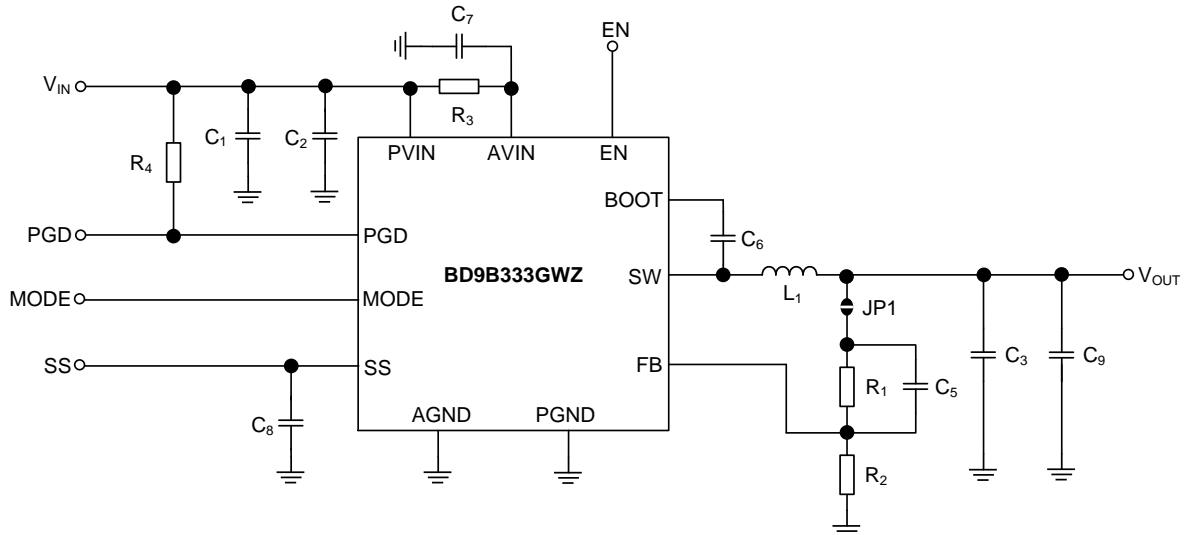 C7
EN
VIN
R3
C1
C2
R4
PVIN
AVIN
EN
BOOT
PGD
PGD
C6
BD9B333GWZ
SW
L1
VOUT
MODE
MODE
JP1
SS
SS
FB
R1
C5
C3
C9
C8
AGND
PGND
R2